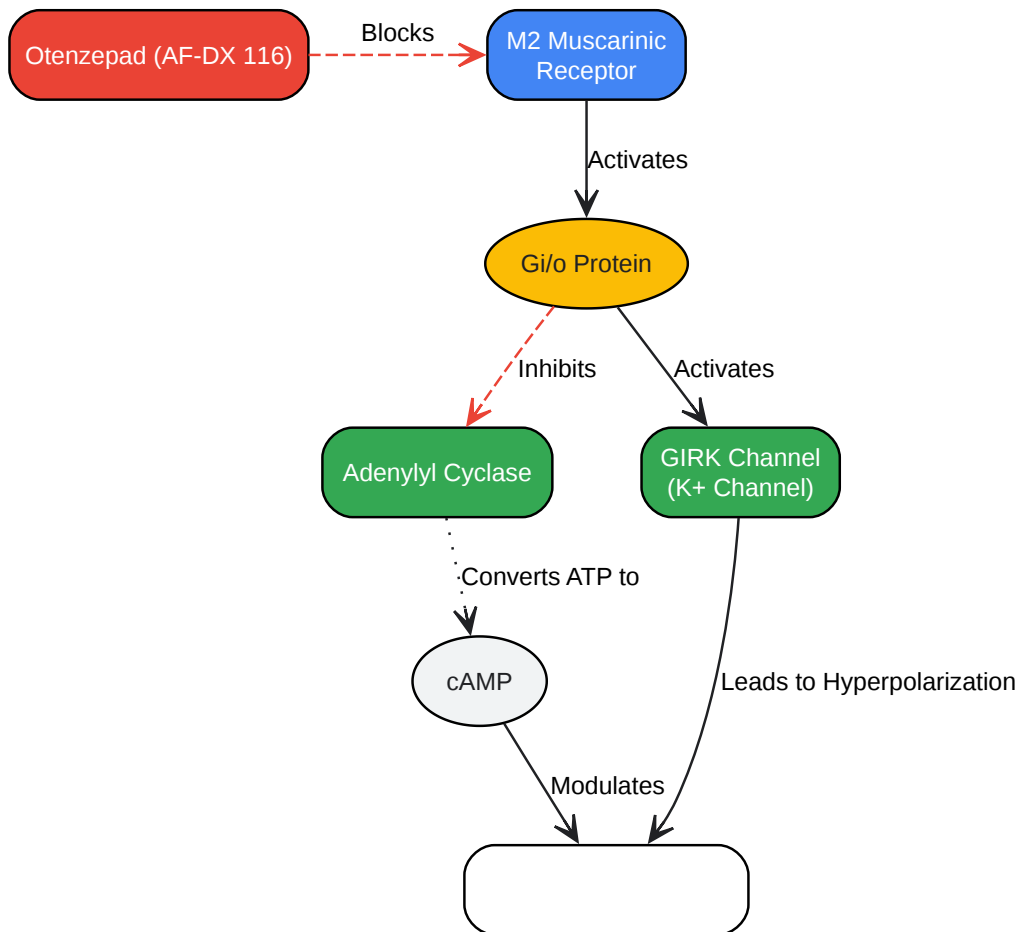 Otenzepad (AF-DX 116)
Blocks
M2 Muscarinic
Receptor
Activates
Gi/o Protein
Inhibits
Activates
Adenylyl Cyclase
GIRK Channel
(K+ Channel)
Converts ATP to
cAMP
Leads to Hyperpolarization
Modulates